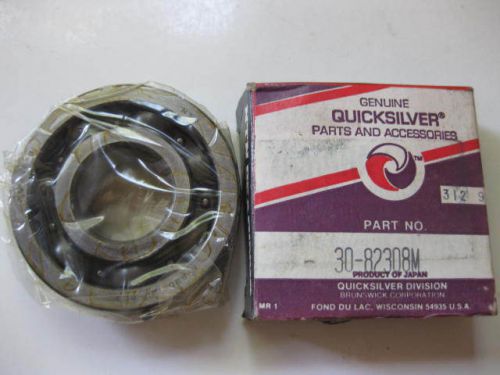 GENUINE
QUICKSILVER®
PARTS AND ACCESSORIES
TM
312 9
PART NO.
30-82308M
PRODUCT OF JAPAN
QUICKSILVER DIVISION
BRUNSWICK CORPORATION
MR 1
FOND DU LAC, WISCONSIN 54935 U.S.A.